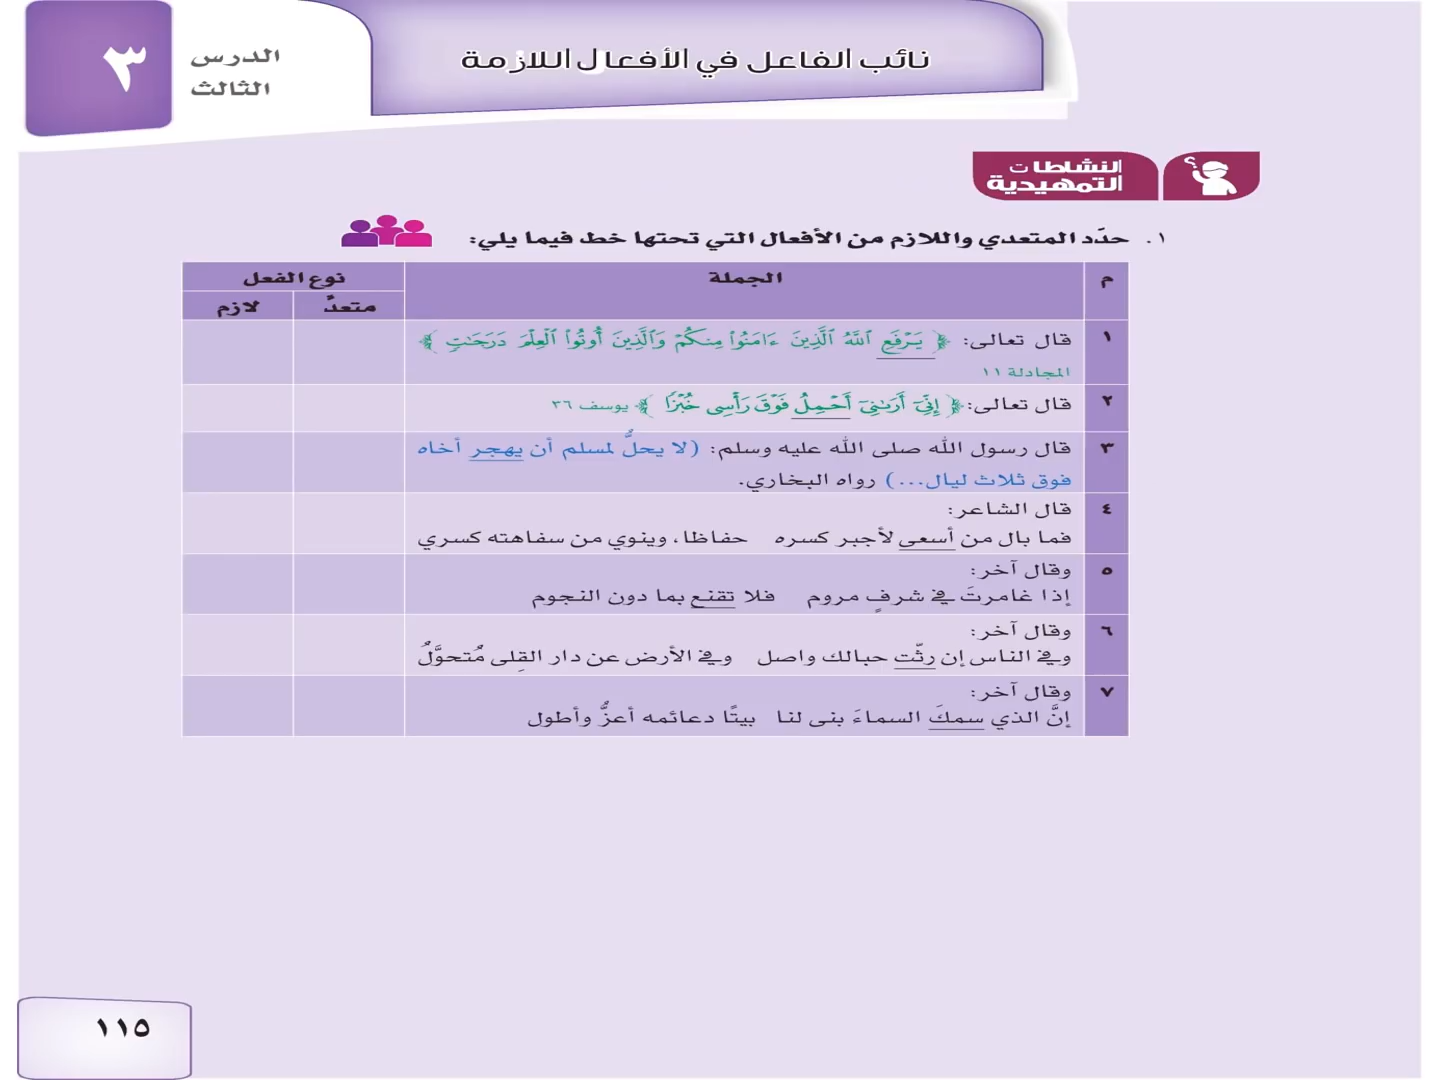 الدرس
الثالث
٣
نائب الفاعل في الأفعال اللازمة
النشاطات
التمهيدية
١. حدّد المتعدي واللازم من الأفعال التي تحتها خط فيما يلي:
م الجملة نوع الفعل
متعدٍّ لازم
١ قال تعالى: ﴿ يَرْفَعِ اللَّهُ الَّذِينَ ءَامَنُوا۟ مِنكُمْ وَالَّذِينَ أُوتُوا۟ الْعِلْمَ دَرَجَٰتٍ ﴾
المجادلة ١١
٢ قال تعالى: ﴿ إِنِّىٓ أَرَىٰنِىٓ أَحْمِلُ فَوْقَ رَأْسِى خُبْزًا ﴾ يوسف ٣٦
٣ قال رسول الله صلى الله عليه وسلم: (لا يحلُّ لمسلم أن يهجر أخاه
فوق ثلاث ليال...) رواه البخاري.
٤ قال الشاعر:
فما بال من أسعى لأجبر كسره حفاظا، وينوي من سفاهته كسري
٥ وقال آخر:
إذا غامرتَ في شرفٍ مروم فلا تقنع بما دون النجوم
٦ وقال آخر:
وفي الناس إن رثّت حبالك واصل وفي الأرض عن دار القِلى مُتحوَّلُ
٧ وقال آخر:
إنَّ الذي سمكَ السماءَ بنى لنا بيتًا دعائمه أعزُّ وأطول
١١٥